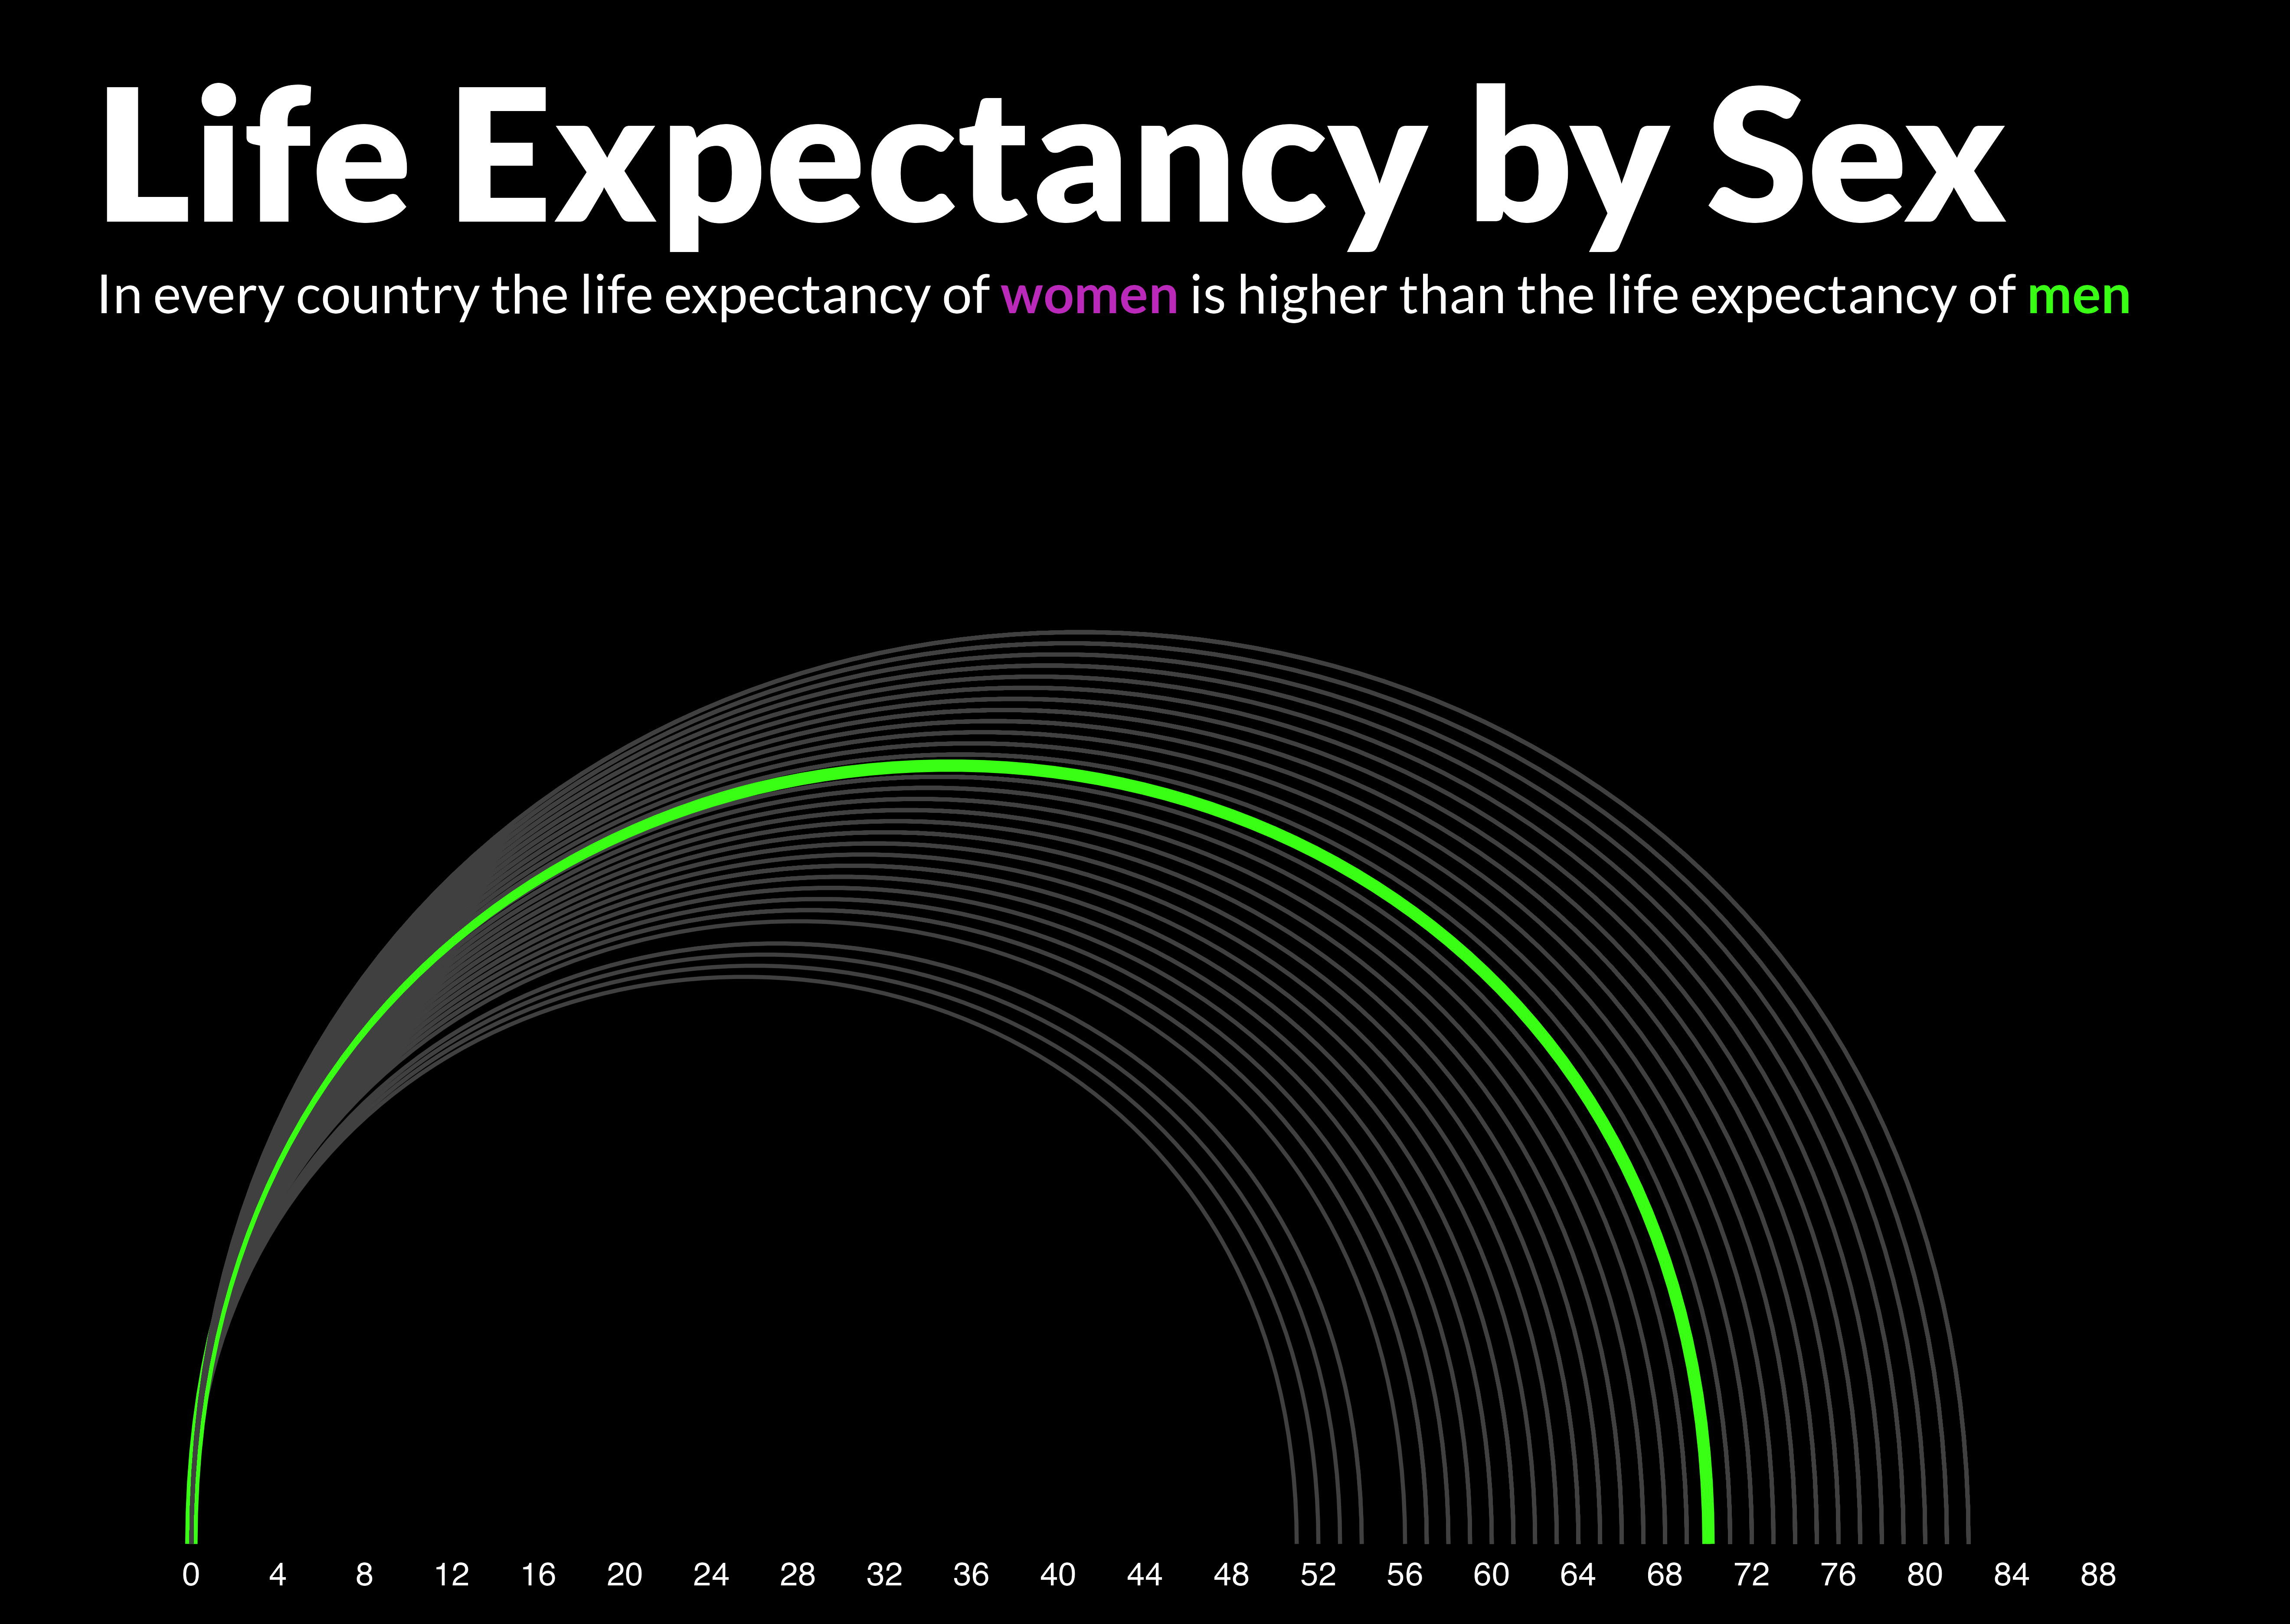 Life Expectancy by Sex
In every country the life expectancy of women is higher than the life expectancy of men
0 4 8 12 16 20 24 28 32 36 40 44 48 52 56 60 64 68 72 76 80 84 88